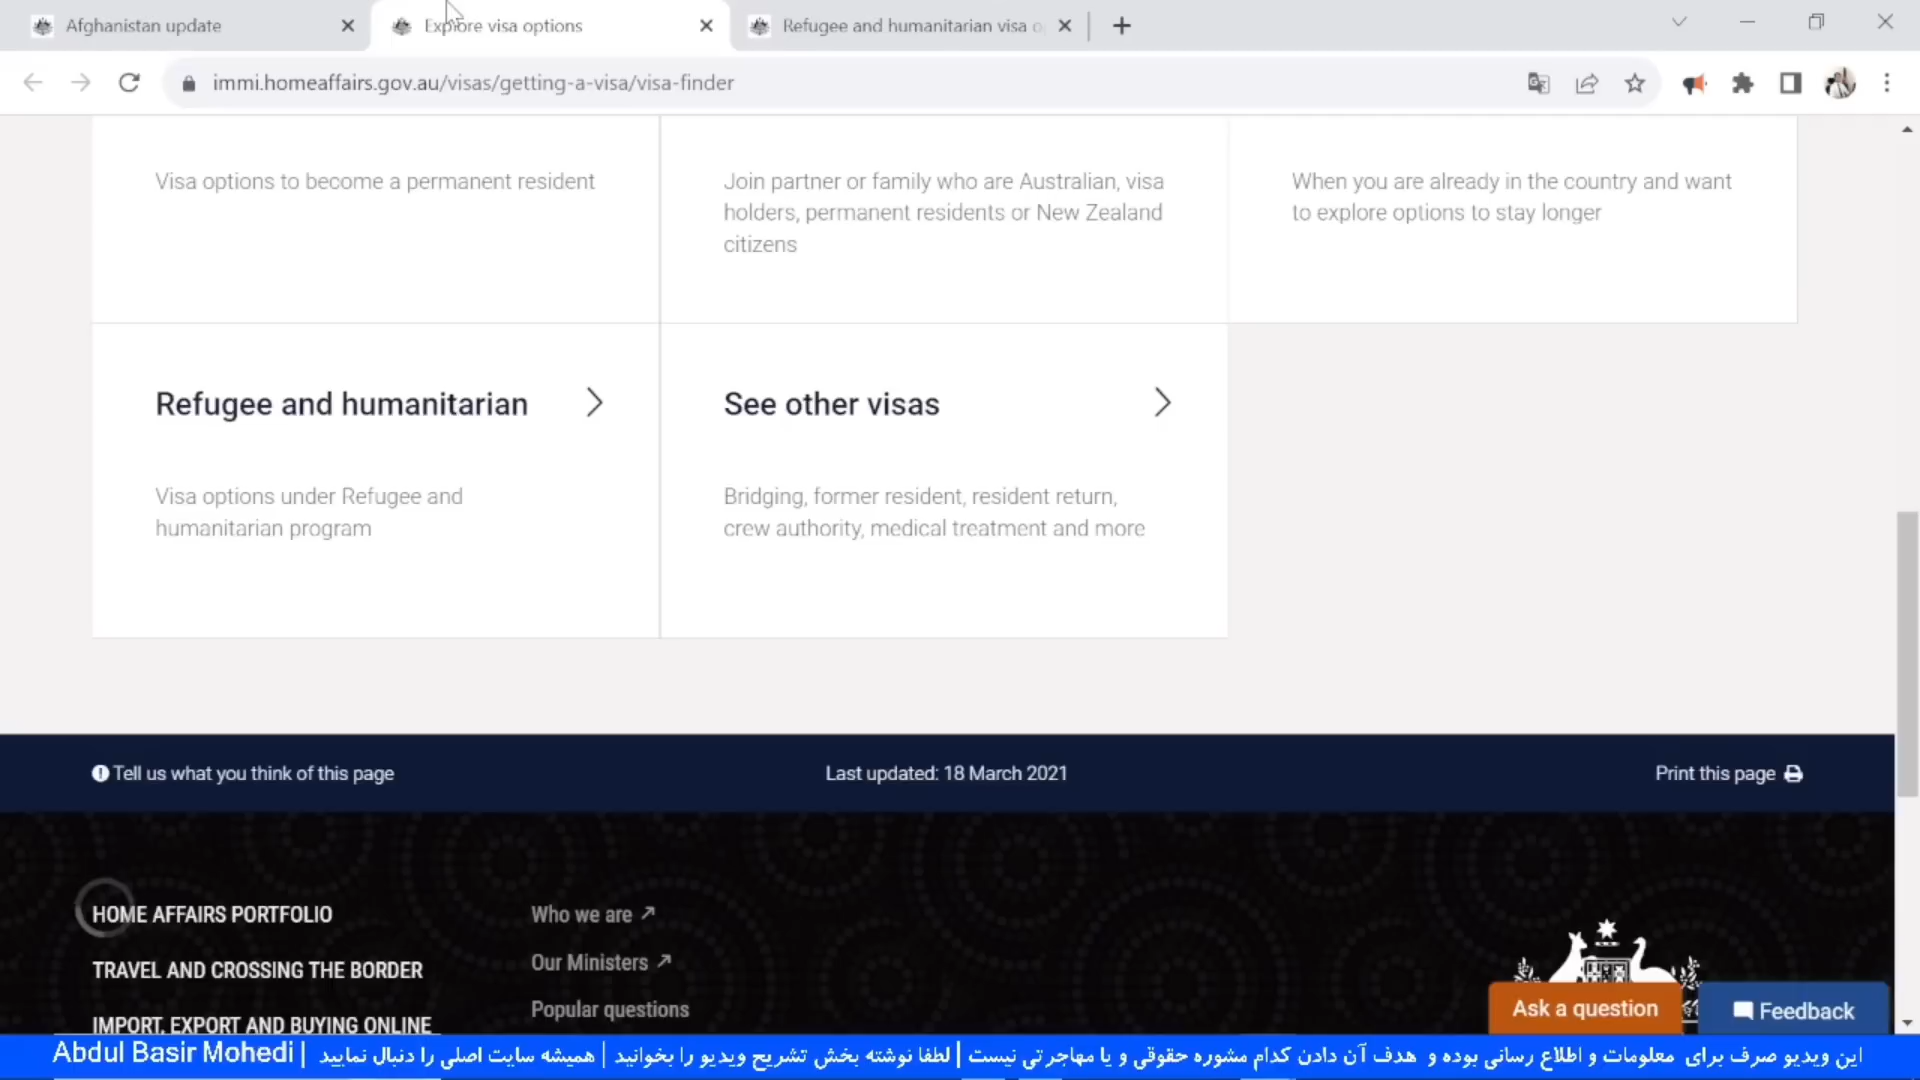 Afghanistan update
Explore visa options
Refugee and humanitarian visa o
immi.homeaffairs.gov.au/visas/getting-a-visa/visa-finder
Visa options to become a permanent resident
Join partner or family who are Australian, visa
holders, permanent residents or New Zealand
citizens
When you are already in the country and want
to explore options to stay longer
Refugee and humanitarian
Visa options under Refugee and
humanitarian program
See other visas
Bridging, former resident, resident return,
crew authority, medical treatment and more
Tell us what you think of this page
Last updated: 18 March 2021
Print this page
HOME AFFAIRS PORTFOLIO
TRAVEL AND CROSSING THE BORDER
IMPORT, EXPORT AND BUYING ONLINE
Who we are
Our Ministers
Popular questions
Ask a question
Feedback
این ویدیو صرف برای معلومات و اطلاع رسانی بوده و هدف آن دادن کدام مشوره حقوقی و یا مهاجرتی نیست | لطفا نوشته بخش تشریح ویدیو را بخوانید | همیشه سایت اصلی را دنبال نمایید | Abdul Basir Mohedi